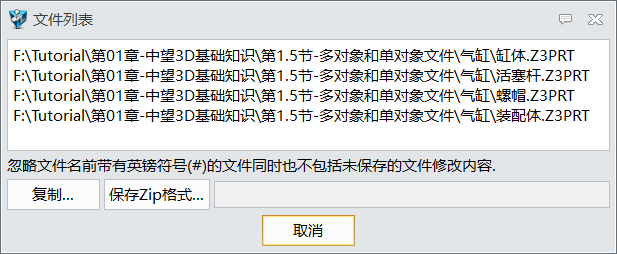 文件列表
F:\Tutorial\第01章-中望3D基础知识\第1.5节-多对象和单对象文件\气缸\缸体.Z3PRT
F:\Tutorial\第01章-中望3D基础知识\第1.5节-多对象和单对象文件\气缸\活塞杆.Z3PRT
F:\Tutorial\第01章-中望3D基础知识\第1.5节-多对象和单对象文件\气缸\螺帽.Z3PRT
F:\Tutorial\第01章-中望3D基础知识\第1.5节-多对象和单对象文件\气缸\装配体.Z3PRT
忽略文件名前带有英镑符号(#)的文件同时也不包括未保存的文件修改内容.
复制... 保存Zip格式...
取消